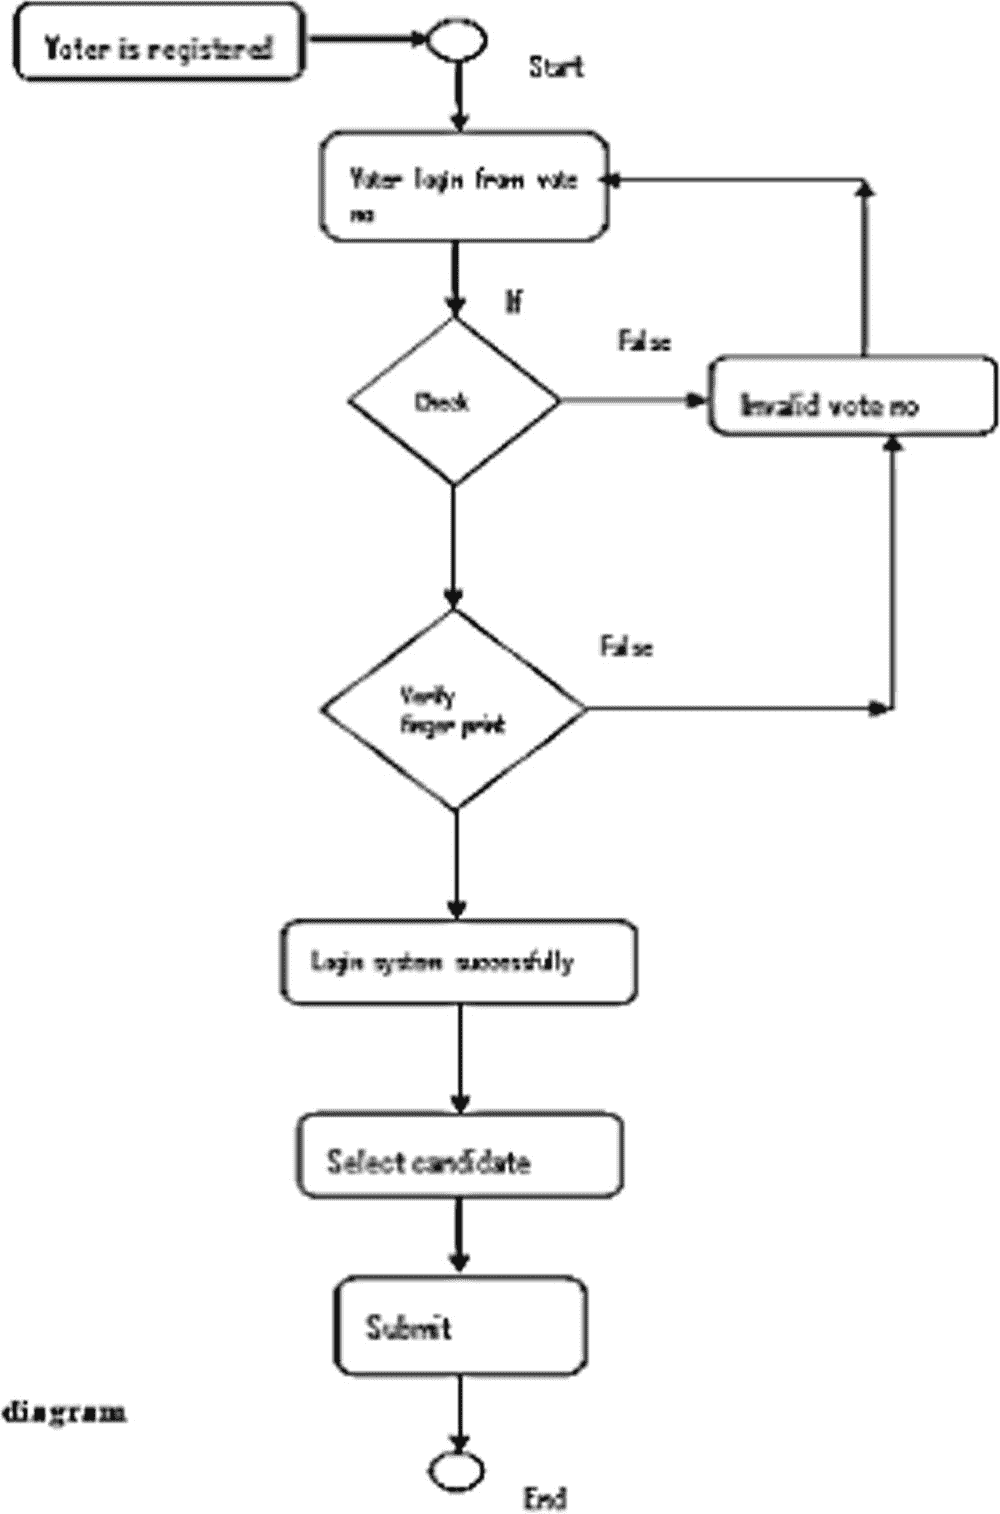 Voter is registered
Start
Voter login from vote
no
If
False
Check
Invalid vote no
False
Verify
finger print
Login system successfully
Select candidate
Submit
diagram
End